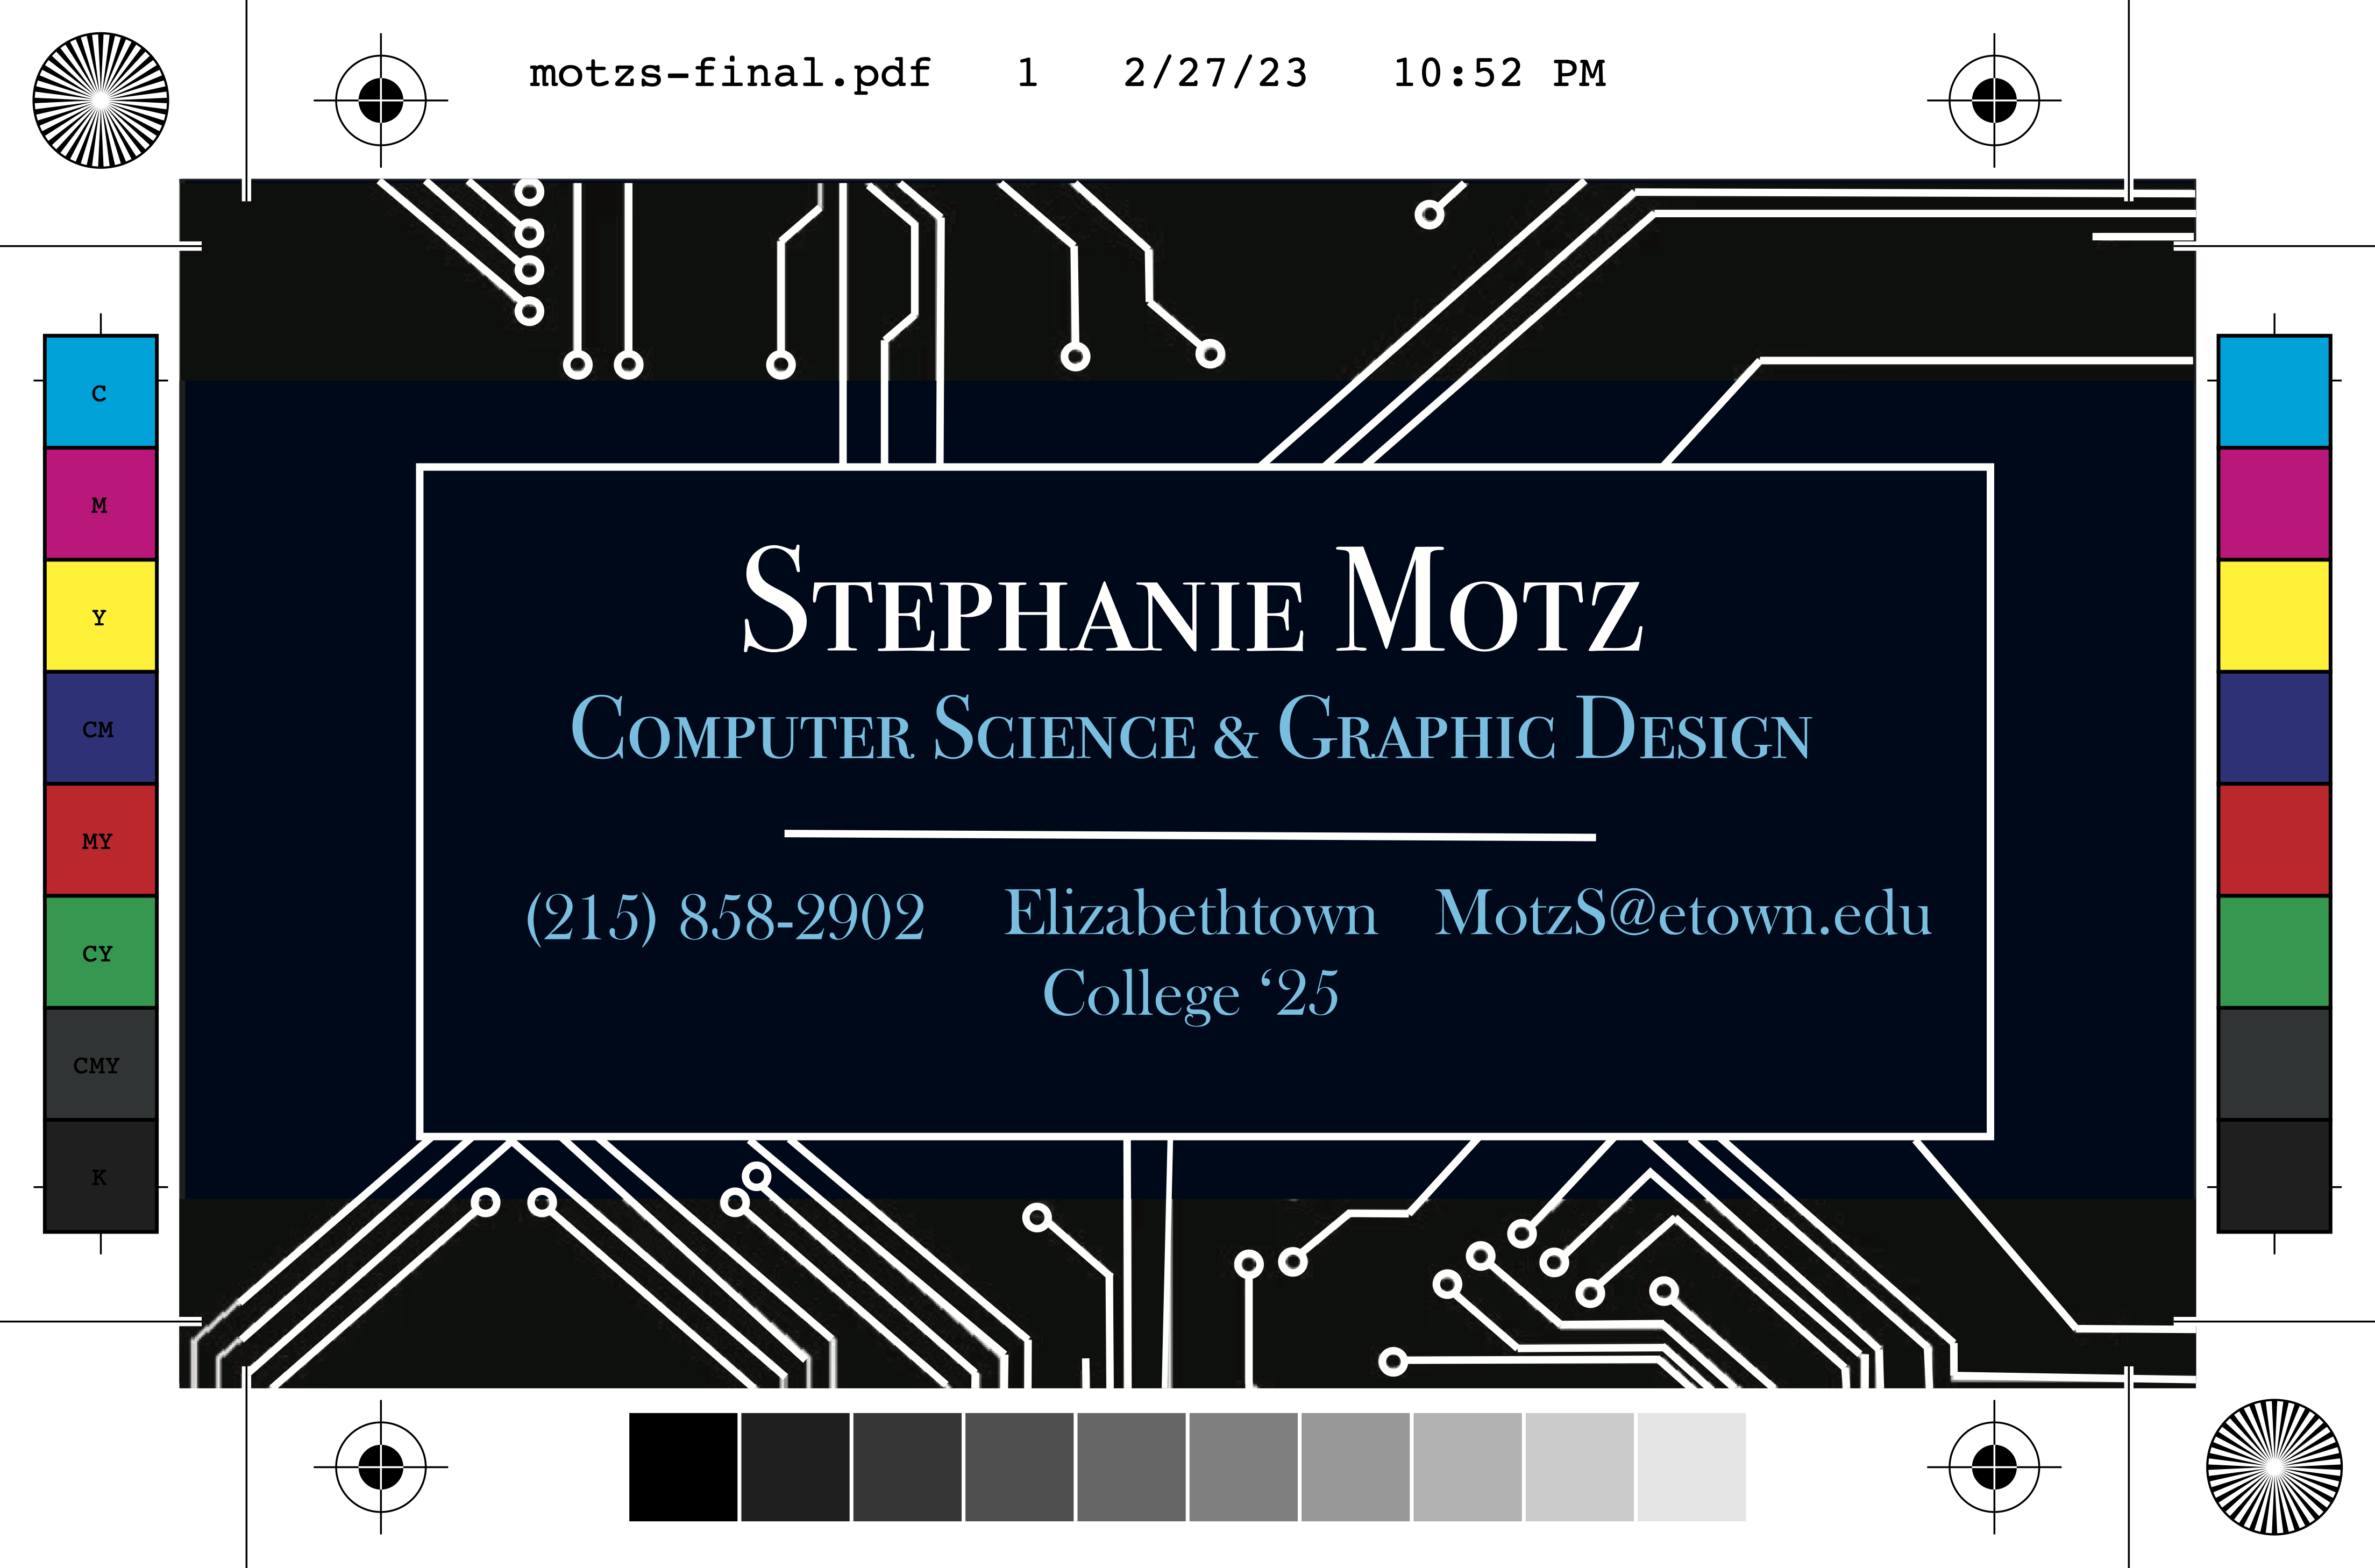 motzs-final.pdf 1 2/27/23 10:52 PM
C
M
Y
CM
MY
CY
CMY
K
STEPHANIE MOTZ
COMPUTER SCIENCE & GRAPHIC DESIGN
(215) 858-2902
Elizabethtown
College ‘25
MotzS@etown.edu